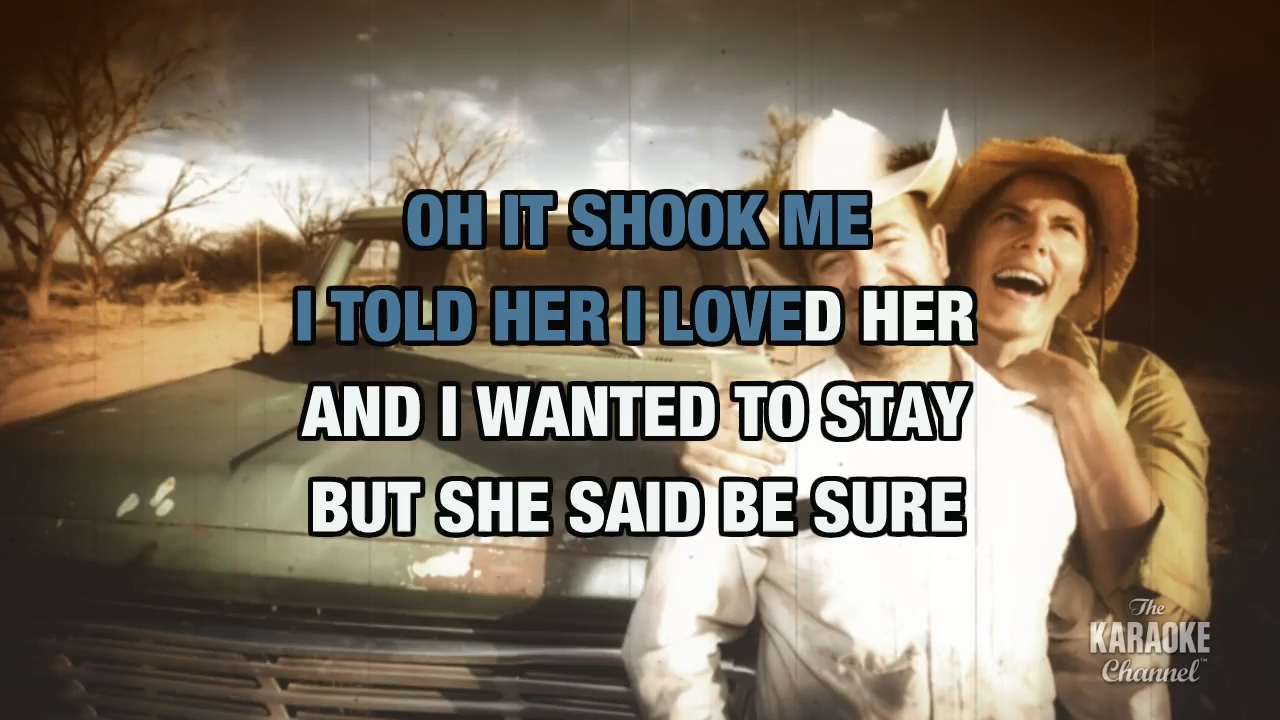 OH IT SHOOK ME
I TOLD HER I LOVED HER
AND I WANTED TO STAY
BUT SHE SAID BE SURE
The
KARAOKE
Channel™